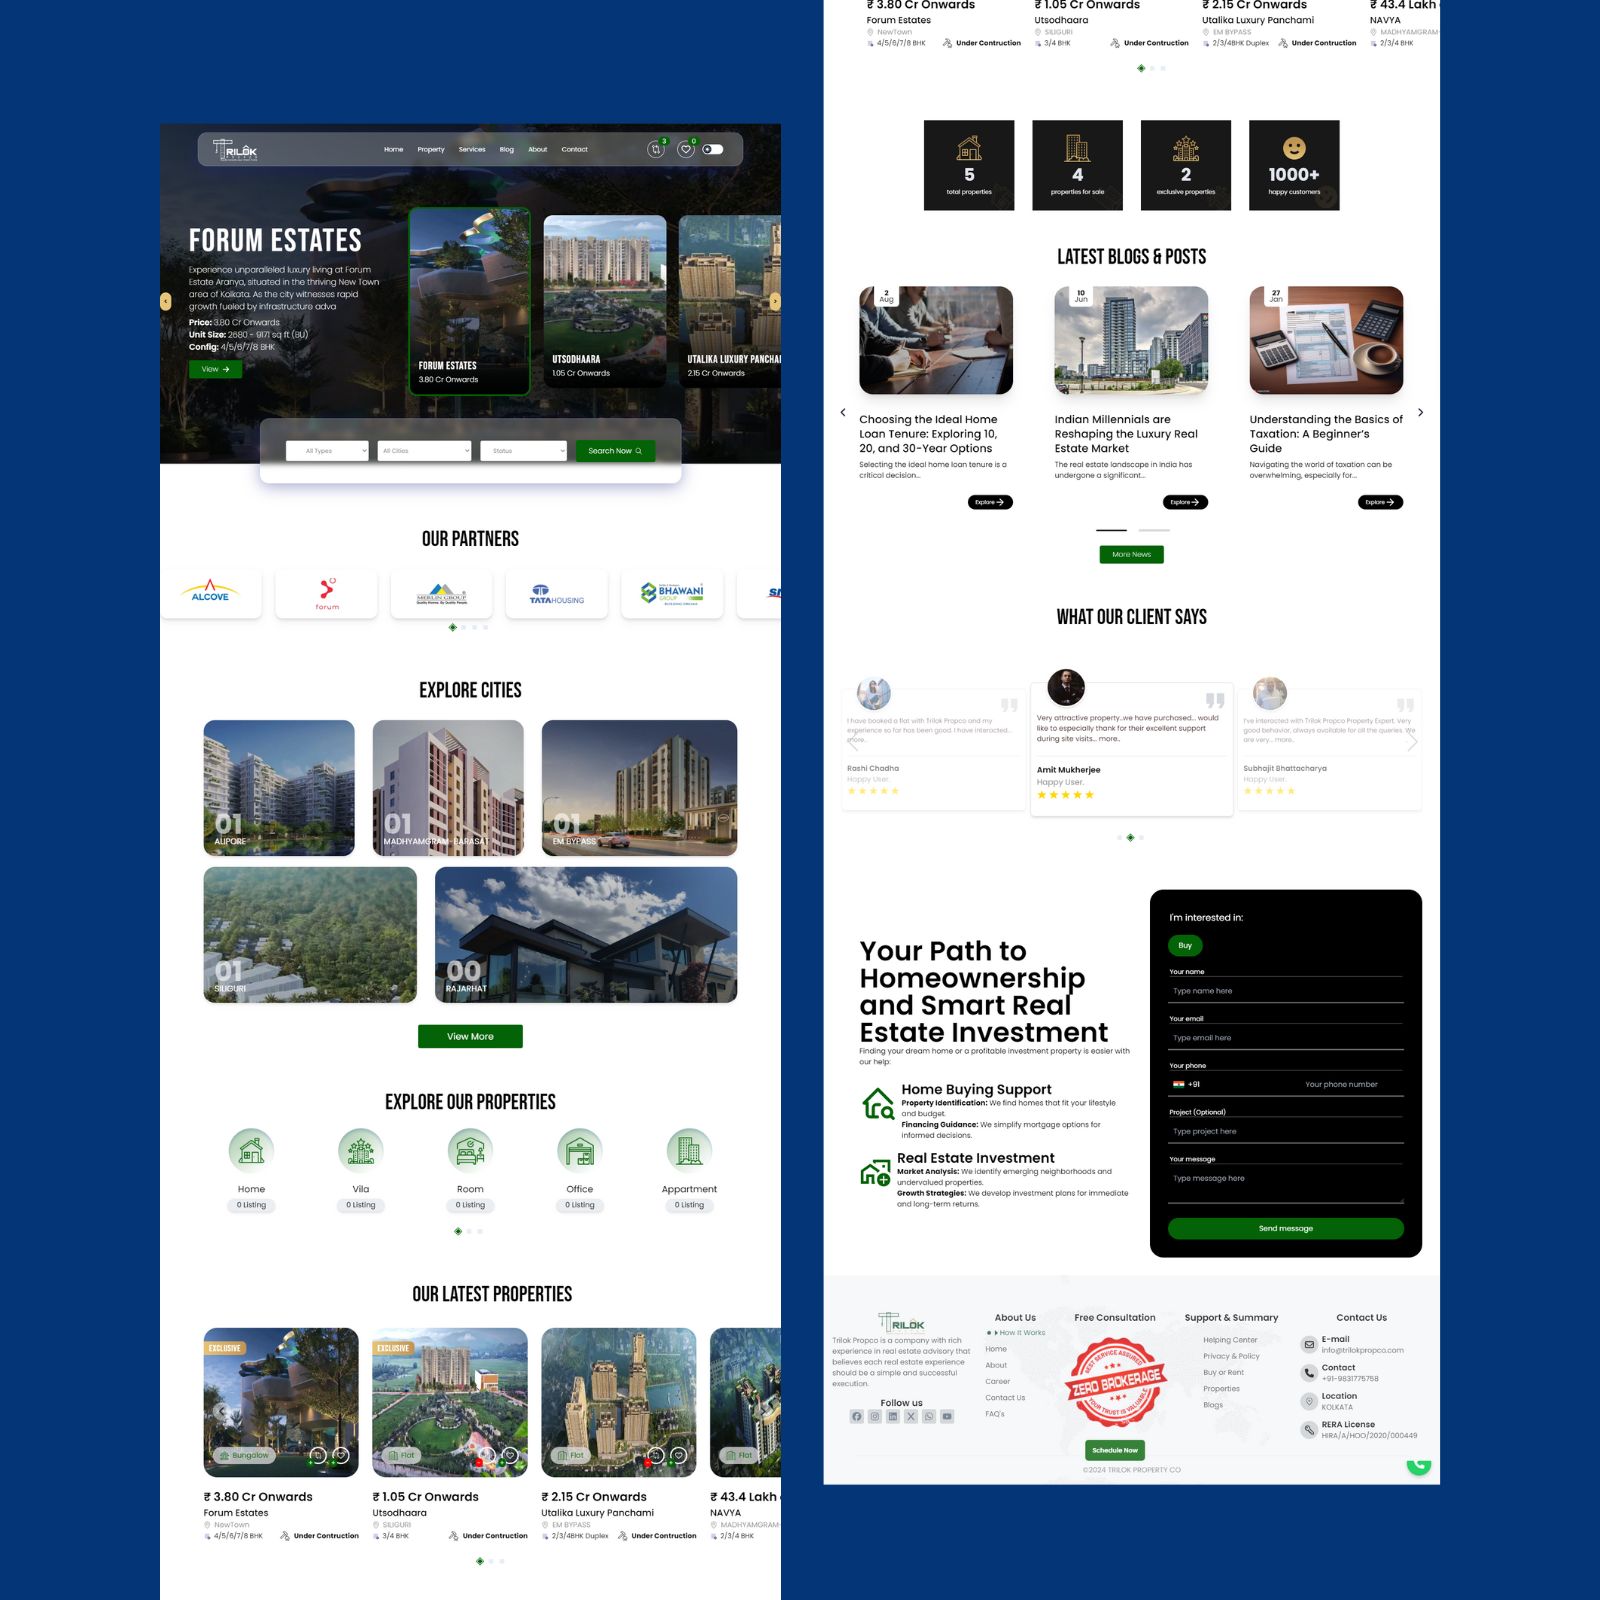 TRILOK
Home Property Services Blog About Contact
3
0
FORUM ESTATES
Experience unparalleled luxury living at Forum
Estate Aranya, situated in the thriving New Town
area of Kolkata. As the city witnesses rapid
growth fueled by infrastructure adva
Price: 3.80 Cr Onwards
Unit Size: 2680 - 9171 sq ft (BU)
Config: 4/5/6/7/8 BHK
View
FORUM ESTATES
3.80 Cr Onwards
UTSODHAARA
1.05 Cr Onwards
UTALIKA LUXURY PANCHAM
2.15 Cr Onwards
All Types
All Cities
Status
Search Now
OUR PARTNERS
ALCOVE
forum
MERLIN GROUP
Quality Homes. By Quality People.
TATA HOUSING
BHAWANI
GROUP
EXPLORE CITIES
01
ALIPORE
01
MADHYAMGRAM-BARASAT
01
EM BYPASS
01
SILIGURI
00
RAJARHAT
View More
EXPLORE OUR PROPERTIES
Home
0 Listing
Vila
0 Listing
Room
0 Listing
Office
0 Listing
Appartment
0 Listing
OUR LATEST PROPERTIES
EXCLUSIVE
Bungalow
₹ 3.80 Cr Onwards
Forum Estates
NewTown
4/5/6/7/8 BHK Under Contruction
EXCLUSIVE
Flat
₹ 1.05 Cr Onwards
Utsodhaara
SILIGURI
3/4 BHK Under Contruction
Flat
₹ 2.15 Cr Onwards
Utalika Luxury Panchami
EM BYPASS
2/3/4BHK Duplex Under Contruction
Flat
₹ 43.4 Lakh
NAVYA
MADHYAMGRAM-
2/3/4 BHK
₹ 3.80 Cr Onwards
Forum Estates
NewTown
4/5/6/7/8 BHK Under Contruction
₹ 1.05 Cr Onwards
Utsodhaara
SILIGURI
3/4 BHK Under Contruction
₹ 2.15 Cr Onwards
Utalika Luxury Panchami
EM BYPASS
2/3/4BHK Duplex Under Contruction
₹ 43.4 Lakh
NAVYA
MADHYAMGRAM-
2/3/4 BHK
5
total properties
4
properties for sale
2
exclusive properties
1000+
happy customers
LATEST BLOGS & POSTS
2
Aug
Choosing the Ideal Home
Loan Tenure: Exploring 10,
20, and 30-Year Options
Selecting the ideal home loan tenure is a
critical decision...
Explore
10
Jun
Indian Millennials are
Reshaping the Luxury Real
Estate Market
The real estate landscape in India has
undergone a significant...
Explore
27
Jan
Understanding the Basics of
Taxation: A Beginner's
Guide
Navigating the world of taxation can be
overwhelming, especially for...
Explore
More News
WHAT OUR CLIENT SAYS
I have booked a flat with Trilok Propco and my
experience so far has been good. I have interacted...
more..
Rashi Chadha
Happy User.
Very attractive property..we have purchased... would
like to especially thank for their excellent support
during site visits... more..
Amit Mukherjee
Happy User.
I've interacted with Trilok Propco Property Expert. Very
good behavior, always available for all the queries. We
are very... more..
Subhajit Bhattacharya
Happy User.
Your Path to
Homeownership
and Smart Real
Estate Investment
Finding your dream home or a profitable investment property is easier with
our help:
Home Buying Support
Property Identification: We find homes that fit your lifestyle
and budget.
Financing Guidance: We simplify mortgage options for
informed decisions.
Real Estate Investment
Market Analysis: We identify emerging neighborhoods and
undervalued properties.
Growth Strategies: We develop investment plans for immediate
and long-term returns.
I'm interested in:
Buy
Your name
Type name here
Your email
Type email here
Your phone
+91 Your phone number
Project (Optional)
Type project here
Your message
Type message here
Send message
TRILOK
Trilok Propco is a company with rich
experience in real estate advisory that
believes each real estate experience
should be a simple and successful
execution.
Follow us
About Us
How It Works
Home
About
Career
Contact Us
FAQ's
Free Consultation
BEST SERVICE ASSURED
ZERO BROKERAGE
YOUR TRUST IS VALUABLE
Schedule Now
Support & Summary
Helping Center
Privacy & Policy
Buy or Rent
Properties
Blogs
Contact Us
E-mail
info@trilokpropco.com
Contact
+91-9831775758
Location
KOLKATA
RERA License
HIRA/A/HOO/2020/000449
©2024 TRILOK PROPERTY CO